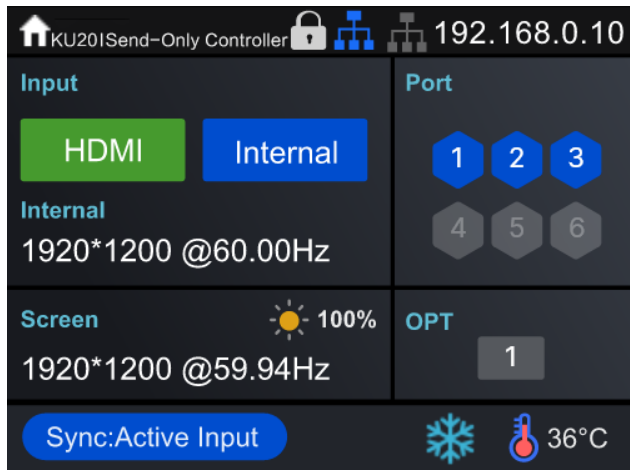 KU20ISend-Only Controller 192.168.0.10
Input
HDMI Internal
Internal
1920*1200 @60.00Hz
Port
1 2 3
4 5 6
Screen 100%
1920*1200 @59.94Hz
OPT
1
Sync:Active Input 36°C